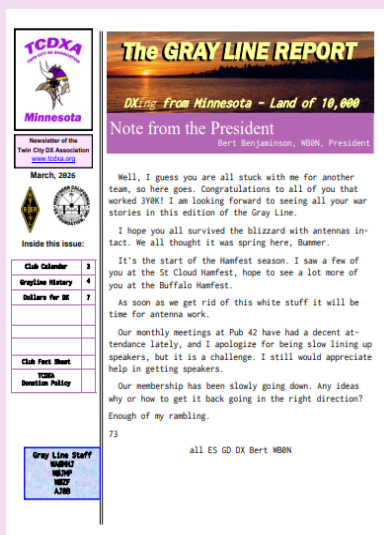 TCDXA
TWIN CITY DX ASSOCIATION
Minnesota
Newsletter of the
Twin City DX Association
www.tcdxa.org
March, 2026
Inside this issue:
Club Calendar 3
Grayline History 4
Dollars for DX 7
Club Fact Sheet
TCDXA
Donation Policy
Gray Line Staff
WA0MHJ
W0ZF
The GRAY LINE REPORT
DXing from Minnesota - Land of 10,000
Note from the President
Bert Benjaminson, WB0N, President
Well, I guess you are all stuck with me for another
team, so here goes. Congratulations to all of you that
worked 3Y0K! I am looking forward to seeing all your war
stories in this edition of the Gray Line.
I hope you all survived the blizzard with antennas in-
tact. We all thought it was spring here, Bummer.
It's the start of the Hamfest season. I saw a few of
you at the St Cloud Hamfest, hope to see a lot more of
you at the Buffalo Hamfest.
As soon as we get rid of this white stuff it will be
time for antenna work.
Our monthly meetings at Pub 42 have had a decent at-
tendance lately, and I apologize for being slow lining up
speakers, but it is a challenge. I still would appreciate
help in getting speakers.
Our membership has been slowly going down. Any ideas
why or how to get it back going in the right direction?
Enough of my rambling.
73
all ES GD DX Bert WB0N